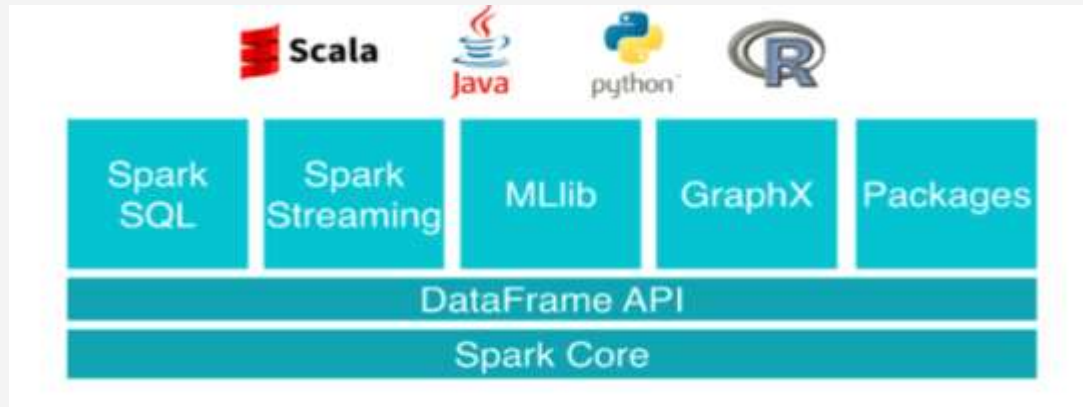 Scala
Java
python
R
Spark
SQL
Spark
Streaming
MLlib
GraphX
Packages
DataFrame API
Spark Core